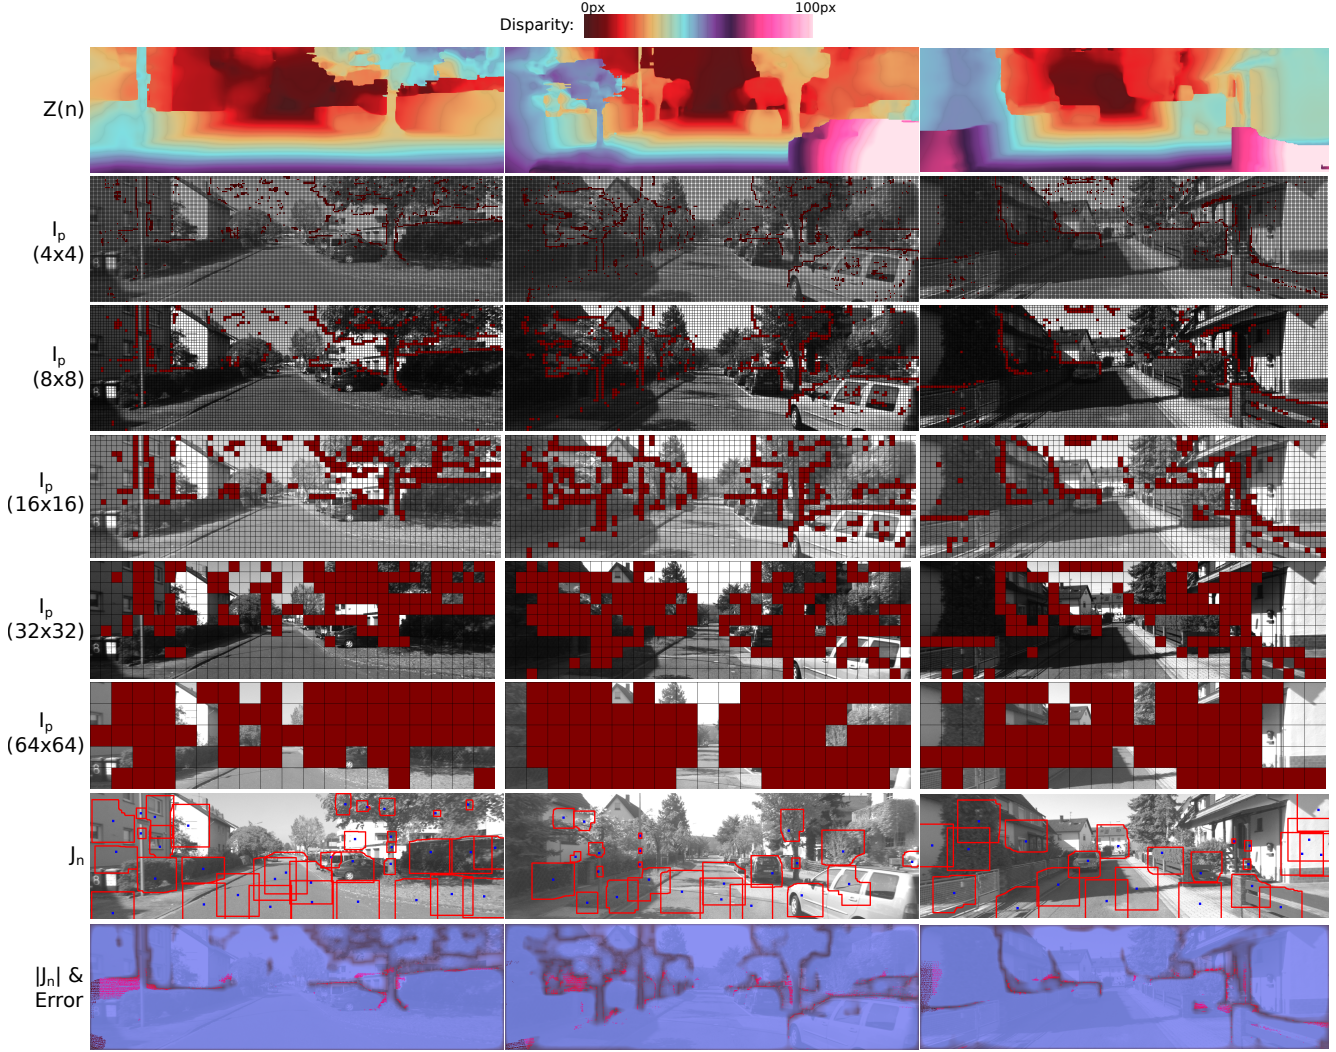 0px 100px
Disparity:
Z(n)
Iₚ
(4x4)
Iₚ
(8x8)
Iₚ
(16x16)
Iₚ
(32x32)
Iₚ
(64x64)
Jₙ
|Jₙ| &
Error